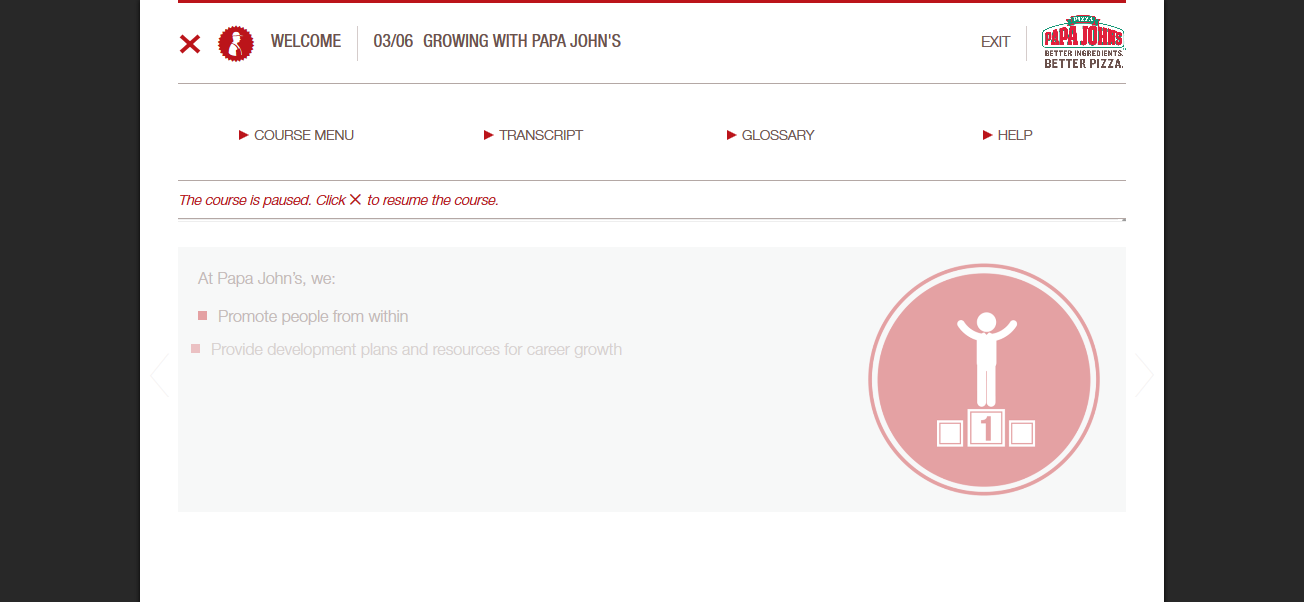 WELCOME
03/06 GROWING WITH PAPA JOHN'S
EXIT
PIZZA
PAPA JOHNS
BETTER INGREDIENTS.
BETTER PIZZA.
COURSE MENU
TRANSCRIPT
GLOSSARY
HELP
The course is paused. Click ✕ to resume the course.
At Papa John's, we:
Promote people from within
Provide development plans and resources for career growth
1